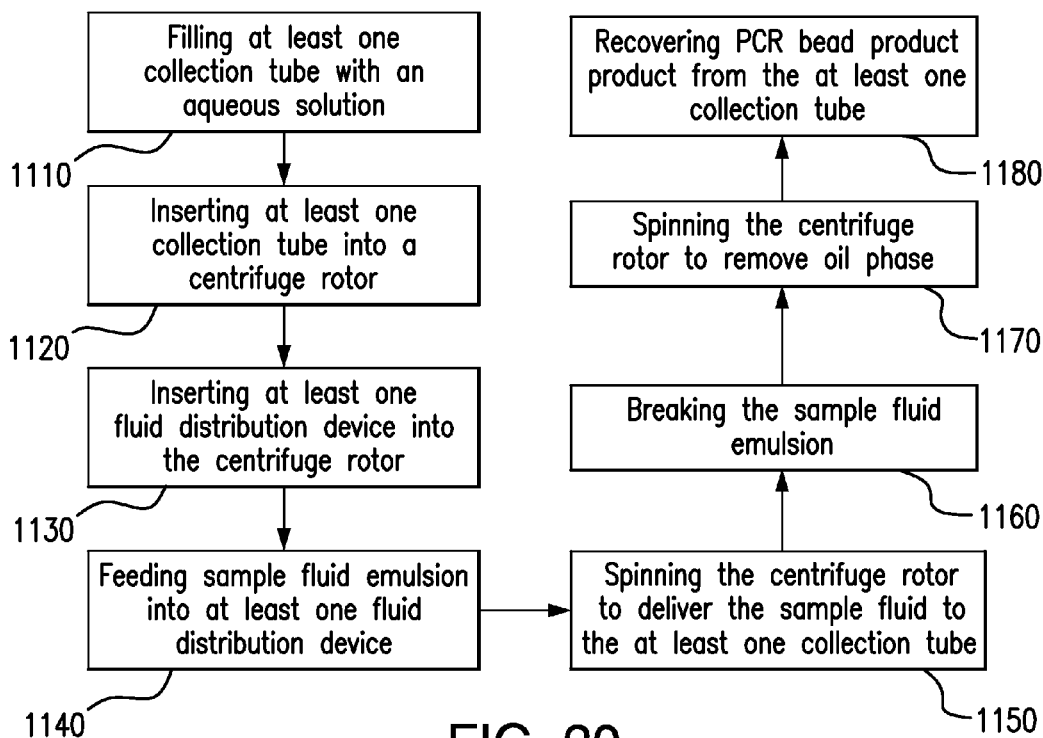 Filling at least one
collection tube with an
aqueous solution
1110
Inserting at least one
collection tube into a
centrifuge rotor
1120
Inserting at least one
fluid distribution device into
the centrifuge rotor
1130
Feeding sample fluid emulsion
into at least one fluid
distribution device
1140
Spinning the centrifuge rotor
to deliver the sample fluid to
the at least one collection tube
1150
Breaking the sample fluid
emulsion
1160
Spinning the centrifuge
rotor to remove oil phase
1170
Recovering PCR bead product
product from the at least one
collection tube
1180